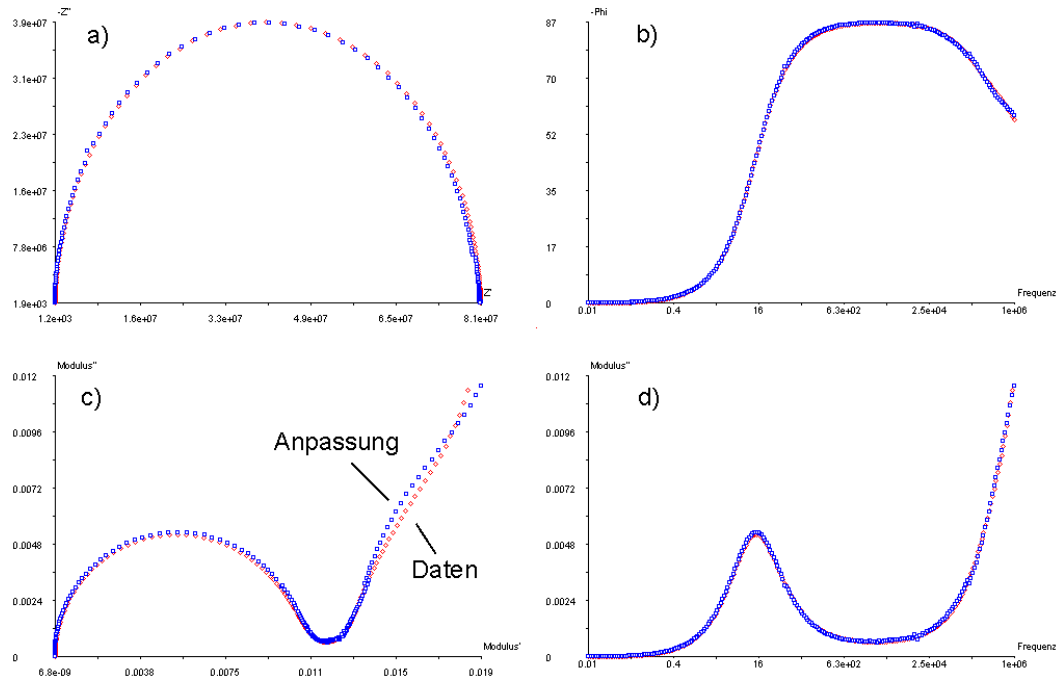 -Z''
3.9e+07
a)
3.1e+07
2.3e+07
1.6e+07
7.8e+06
1.9e+03
Z'
1.2e+03 1.6e+07 3.3e+07 4.9e+07 6.5e+07 8.1e+07
-Phi
87
b)
70
52
35
17
0
Frequenz
0.01 0.4 16 6.3e+02 2.5e+04 1e+06
Modulus''
0.012
c)
0.0096
Anpassung
0.0072
0.0048
Daten
0.0024
0
Modulus'
6.8e-09 0.0038 0.0075 0.011 0.015 0.019
Modulus''
0.012
d)
0.0096
0.0072
0.0048
0.0024
0
Frequenz
0.01 0.4 16 6.3e+02 2.5e+04 1e+06